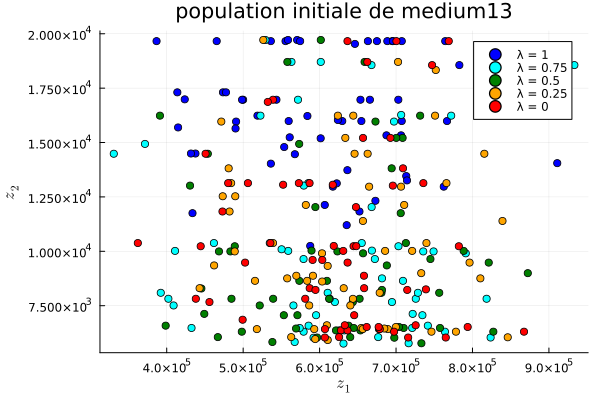 population initiale de medium13
2.000×10⁴
1.750×10⁴
1.500×10⁴
1.250×10⁴
1.000×10⁴
7.500×10³
z₂
λ = 1
λ = 0.75
λ = 0.5
λ = 0.25
λ = 0
4.0×10⁵ 5.0×10⁵ 6.0×10⁵ 7.0×10⁵ 8.0×10⁵ 9.0×10⁵
z₁